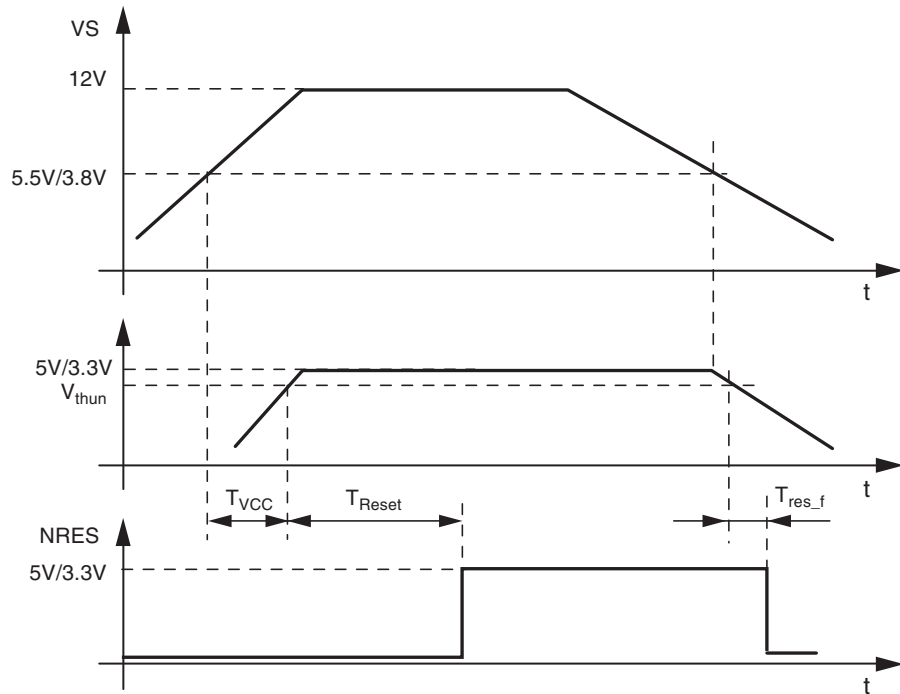 VS
12V
5.5V/3.8V
t
5V/3.3V
Vthun
t
TVCC
TReset
Tres_f
NRES
5V/3.3V
t